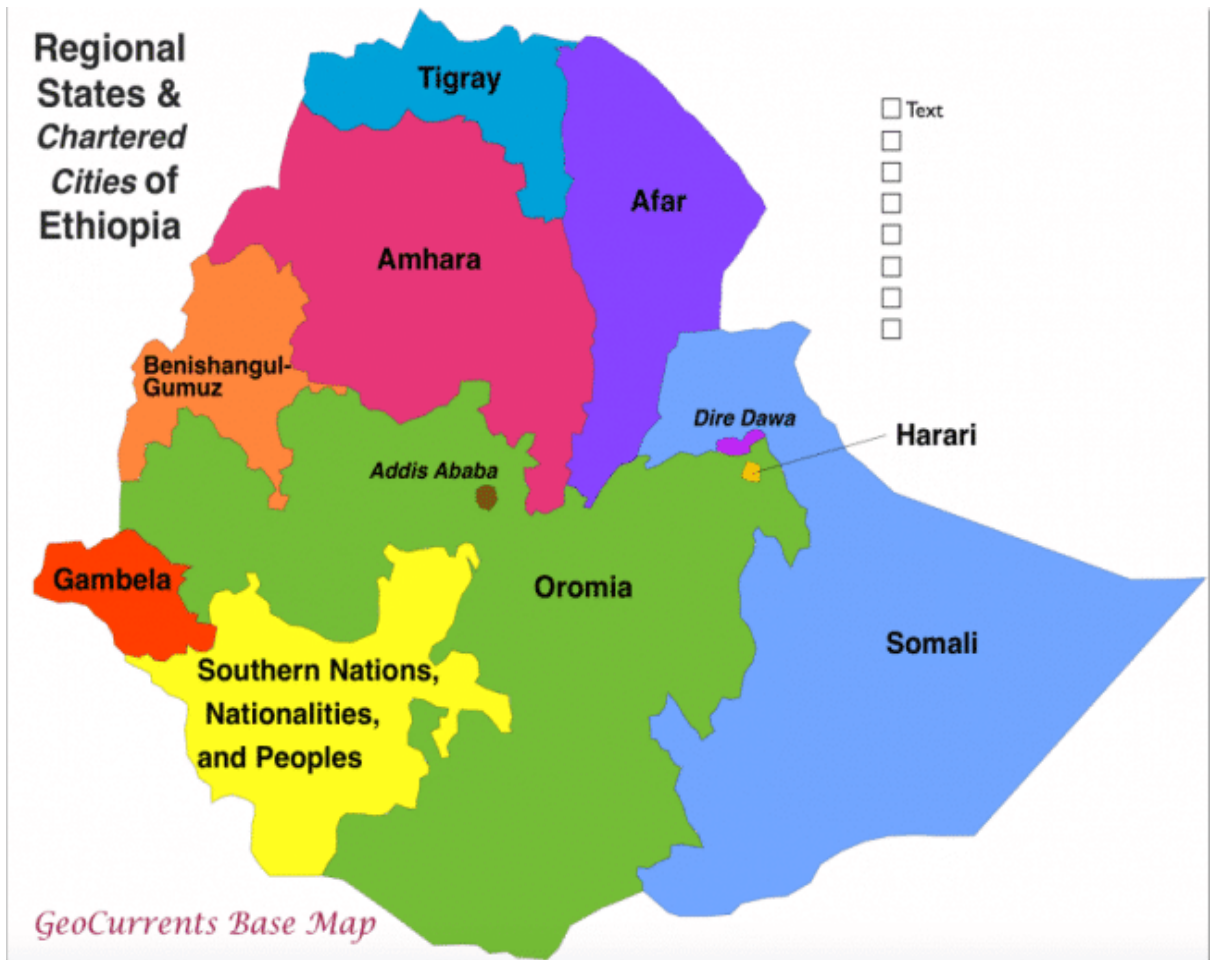 Regional
States &
Chartered
Cities of
Ethiopia
Tigray
Text
Afar
Amhara
Benishangul-
Gumuz
Dire Dawa
Harari
Addis Ababa
Gambela
Oromia
Somali
Southern Nations,
Nationalities,
and Peoples
GeoCurrents Base Map